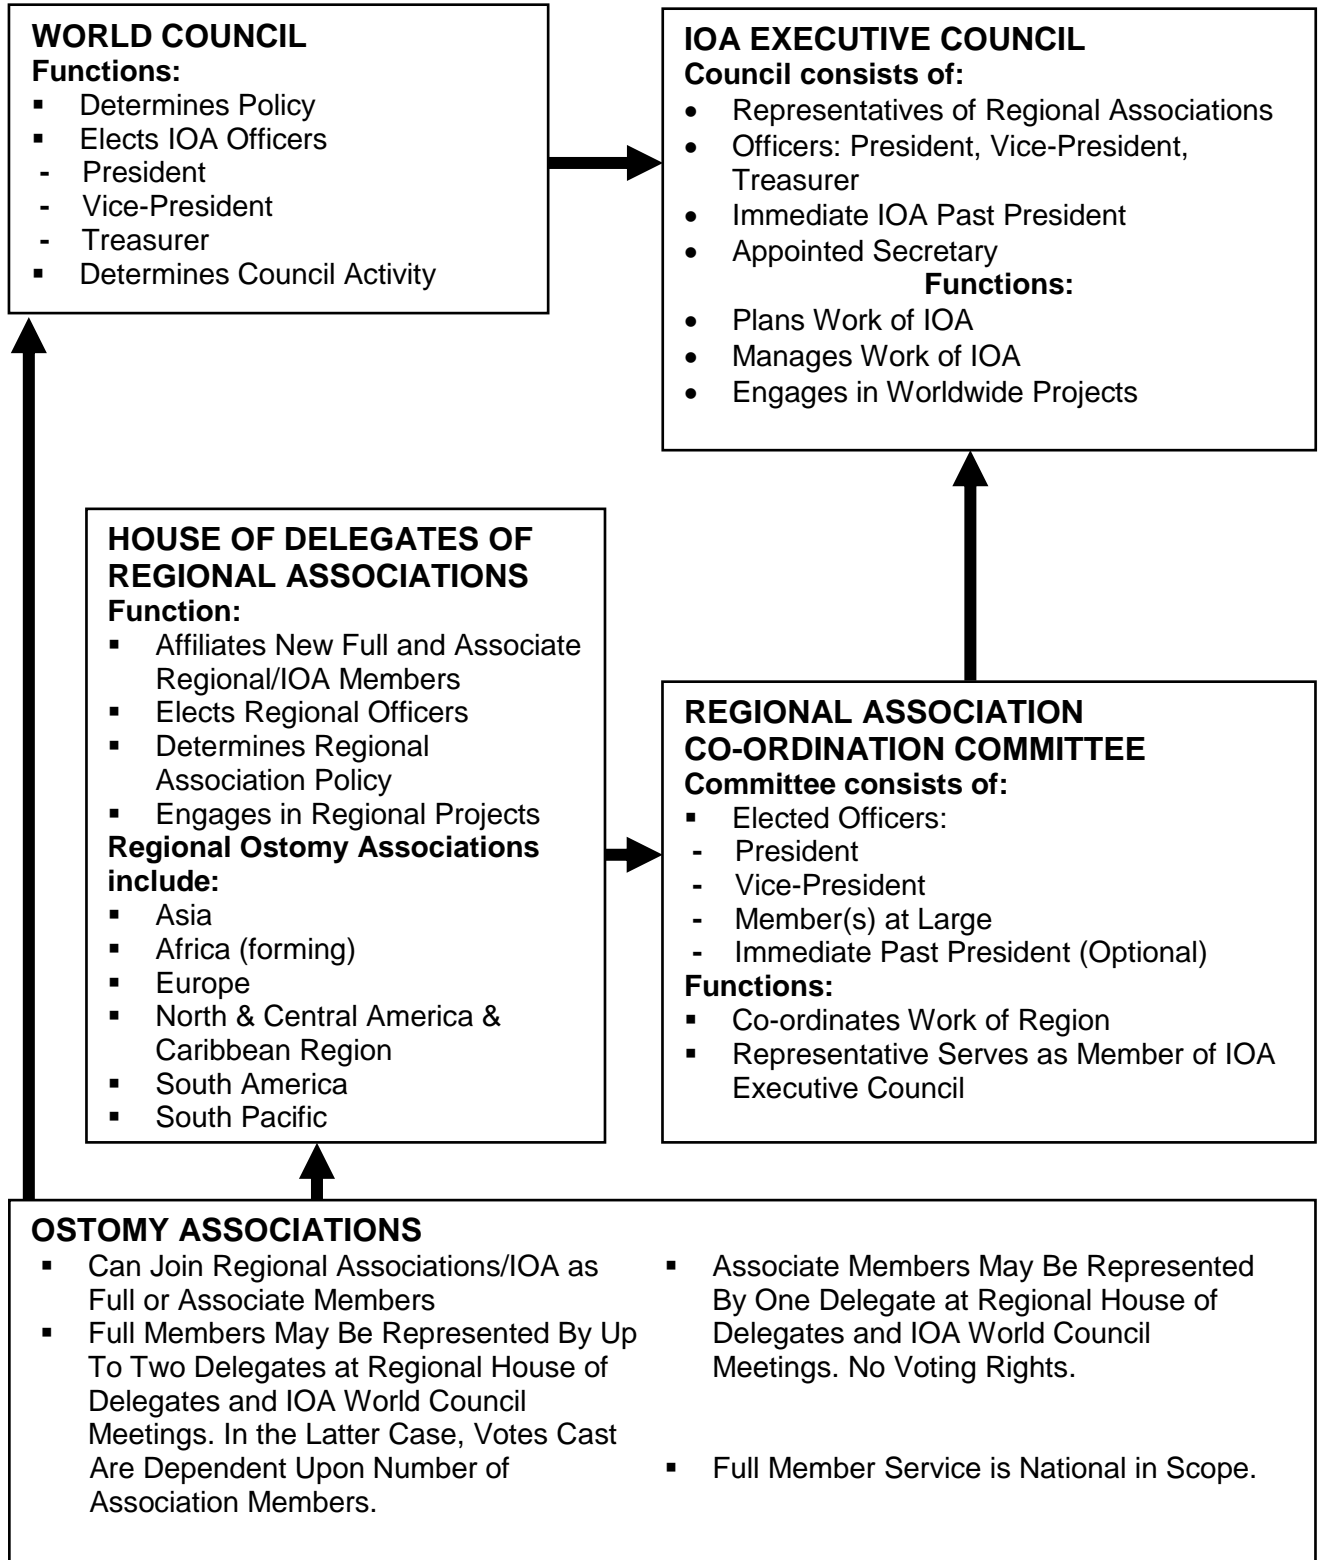 WORLD COUNCIL
Functions:
▪ Determines Policy
▪ Elects IOA Officers
- President
- Vice-President
- Treasurer
▪ Determines Council Activity
IOA EXECUTIVE COUNCIL
Council consists of:
• Representatives of Regional Associations
• Officers: President, Vice-President,
Treasurer
• Immediate IOA Past President
• Appointed Secretary
Functions:
• Plans Work of IOA
• Manages Work of IOA
• Engages in Worldwide Projects
HOUSE OF DELEGATES OF
REGIONAL ASSOCIATIONS
Function:
▪ Affiliates New Full and Associate
Regional/IOA Members
▪ Elects Regional Officers
▪ Determines Regional
Association Policy
▪ Engages in Regional Projects
Regional Ostomy Associations
include:
▪ Asia
▪ Africa (forming)
▪ Europe
▪ North & Central America &
Caribbean Region
▪ South America
▪ South Pacific
REGIONAL ASSOCIATION
CO-ORDINATION COMMITTEE
Committee consists of:
▪ Elected Officers:
- President
- Vice-President
- Member(s) at Large
- Immediate Past President (Optional)
Functions:
▪ Co-ordinates Work of Region
▪ Representative Serves as Member of IOA
Executive Council
OSTOMY ASSOCIATIONS
▪ Can Join Regional Associations/IOA as
Full or Associate Members
▪ Full Members May Be Represented By Up
To Two Delegates at Regional House of
Delegates and IOA World Council
Meetings. In the Latter Case, Votes Cast
Are Dependent Upon Number of
Association Members.
▪ Associate Members May Be Represented
By One Delegate at Regional House of
Delegates and IOA World Council
Meetings. No Voting Rights.
▪ Full Member Service is National in Scope.